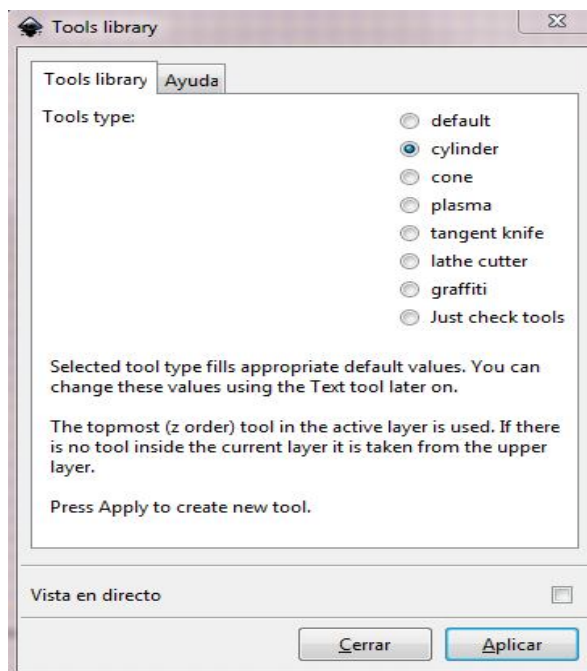 Tools library
Tools library
Ayuda
Tools type:
default
cylinder
cone
plasma
tangent knife
lathe cutter
graffiti
Just check tools
Selected tool type fills appropriate default values. You can
change these values using the Text tool later on.
The topmost (z order) tool in the active layer is used. If there
is no tool inside the current layer it is taken from the upper
layer.
Press Apply to create new tool.
Vista en directo
Cerrar
Aplicar